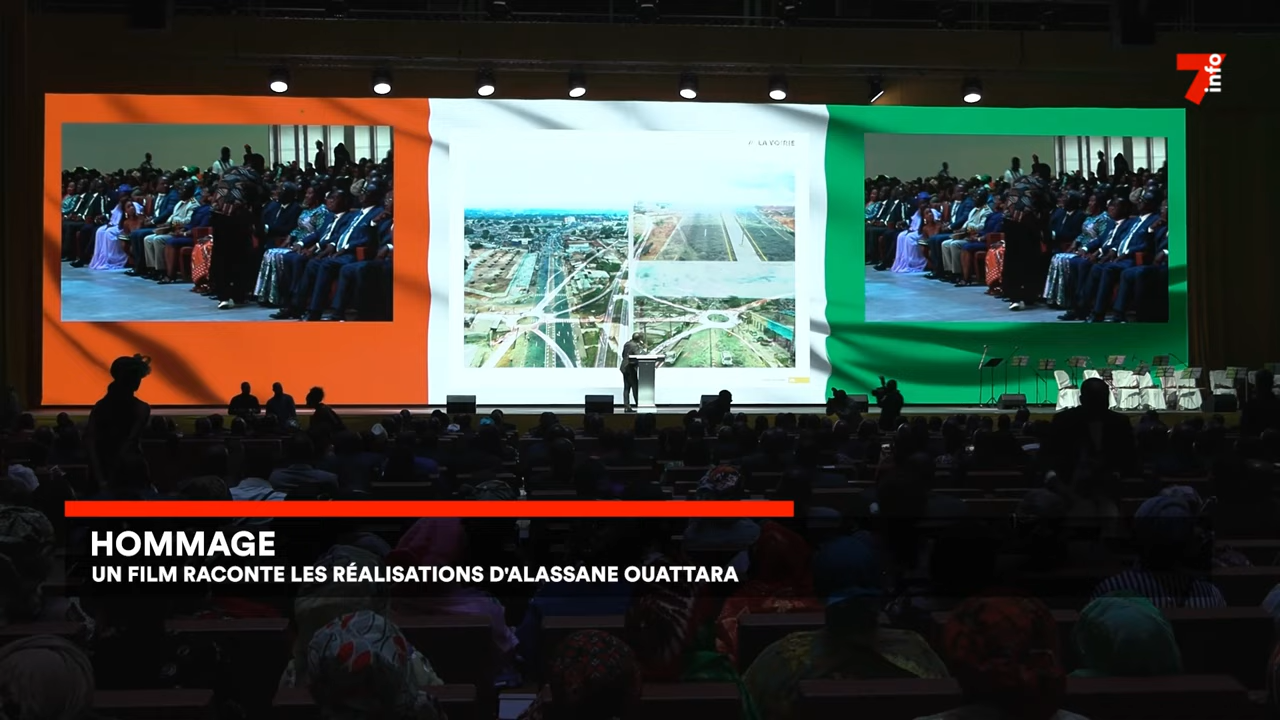 7info
LA VOIRIE
HOMMAGE
UN FILM RACONTE LES RÉALISATIONS D'ALASSANE OUATTARA